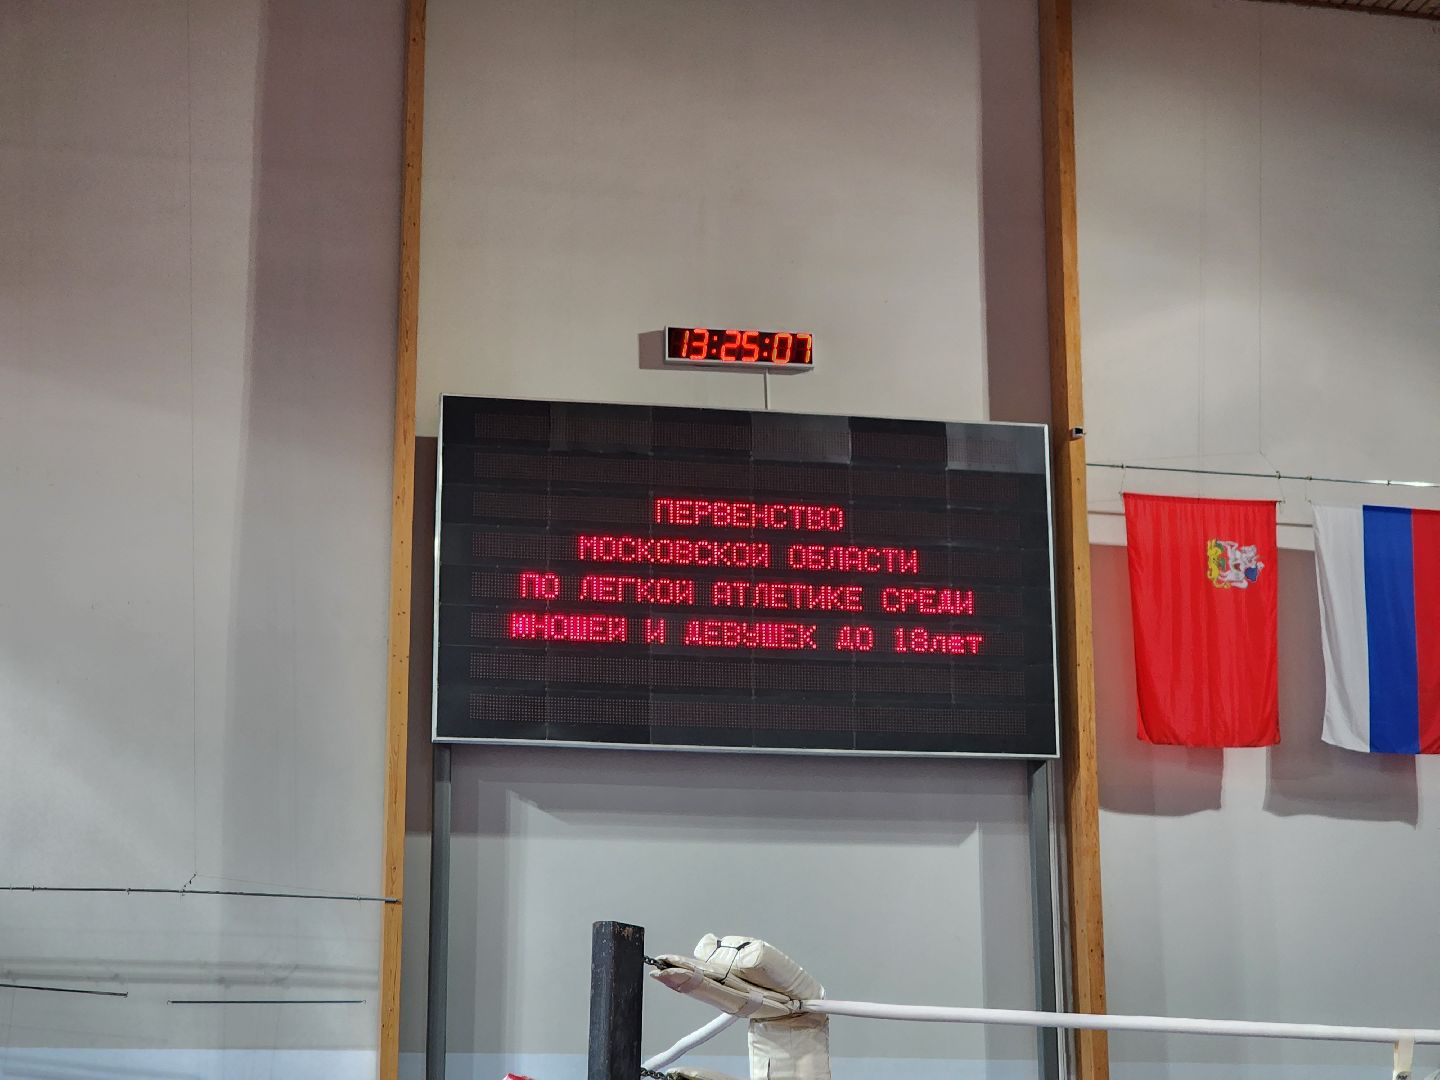 13:25:07
ПЕРВЕНСТВО
МОСКОВСКОЙ ОБЛАСТИ
ПО ЛЕГКОЙ АТЛЕТИКЕ СРЕДИ
ЮНОШЕЙ И ДЕВУШЕК ДО 18лет